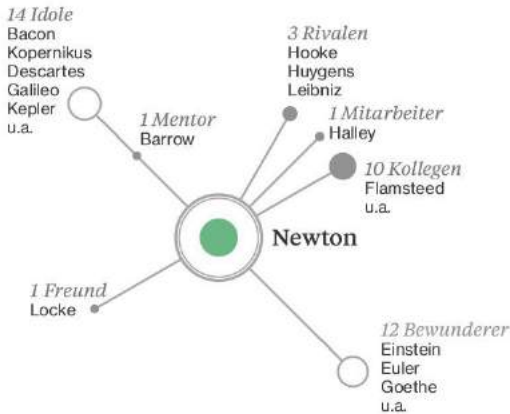 14 Idole
Bacon
Kopernikus
Descartes
Galileo
Kepler
u.a.
1 Mentor
Barrow
3 Rivalen
Hooke
Huygens
Leibniz
1 Mitarbeiter
Halley
10 Kollegen
Flamsteed
u.a.
Newton
1 Freund
Locke
12 Bewunderer
Einstein
Euler
Goethe
u.a.